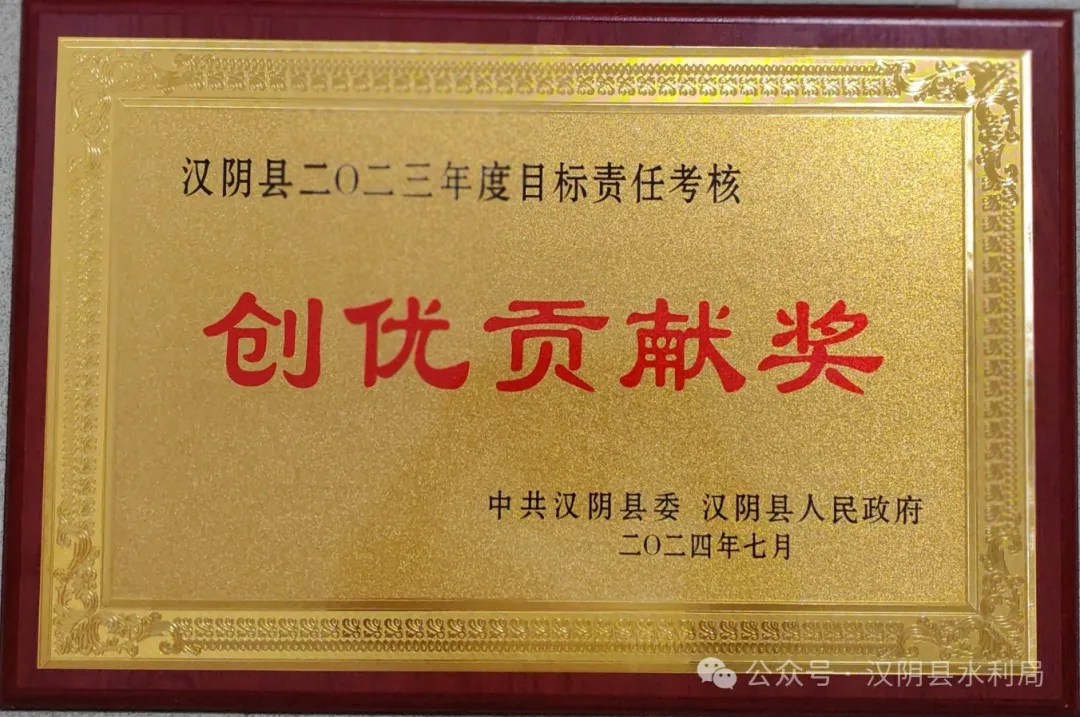 汉阴县二〇二三年度目标责任考核
创优贡献奖
中共汉阴县委 汉阴县人民政府
二〇二四年七月
公众号·汉阴县水利局